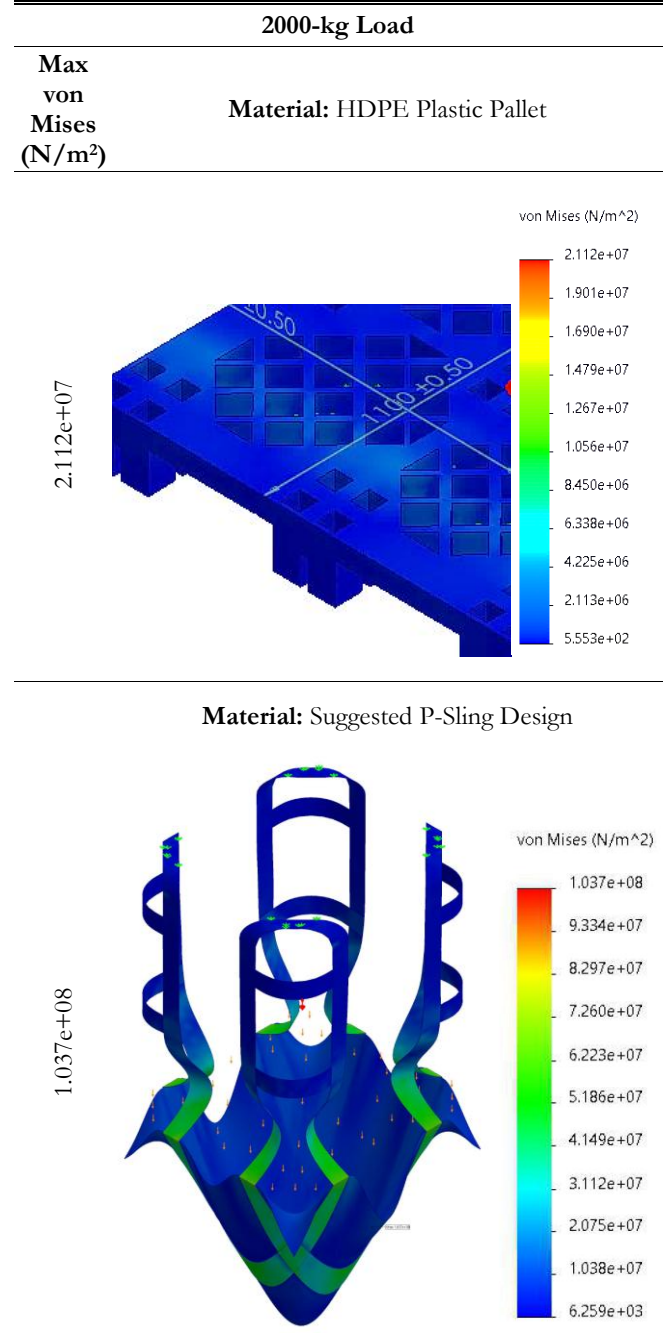 2000-kg Load
Max
von
Mises
(N/m²)
Material: HDPE Plastic Pallet
2.112e+07
±0.50
1100 ±0.50
von Mises (N/m^2)
2.112e+07
1.901e+07
1.690e+07
1.479e+07
1.267e+07
1.056e+07
8.450e+06
6.338e+06
4.225e+06
2.113e+06
5.553e+02
Material: Suggested P-Sling Design
1.037e+08
von Mises (N/m^2)
1.037e+08
9.334e+07
8.297e+07
7.260e+07
6.223e+07
5.186e+07
4.149e+07
3.112e+07
2.075e+07
1.038e+07
6.259e+03